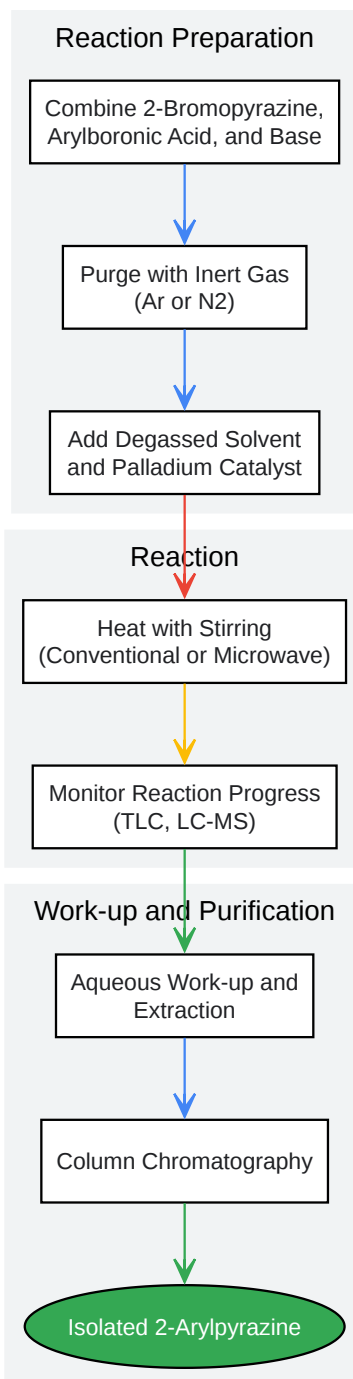 Reaction Preparation
Combine 2-Bromopyrazine,
Arylboronic Acid, and Base
Purge with Inert Gas
(Ar or N2)
Add Degassed Solvent
and Palladium Catalyst
Reaction
Heat with Stirring
(Conventional or Microwave)
Monitor Reaction Progress
(TLC, LC-MS)
Work-up and Purification
Aqueous Work-up and
Extraction
Column Chromatography
Isolated 2-Arylpyrazine